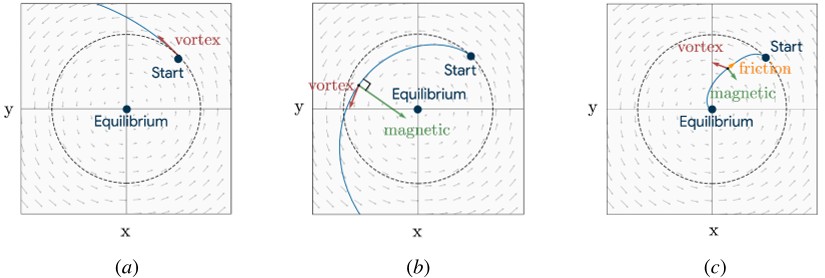 vortex
Start
y
Equilibrium
x
(a)
vortex
Start
y
Equilibrium
magnetic
x
(b)
vortex
Start
friction
y
magnetic
Equilibrium
x
(c)